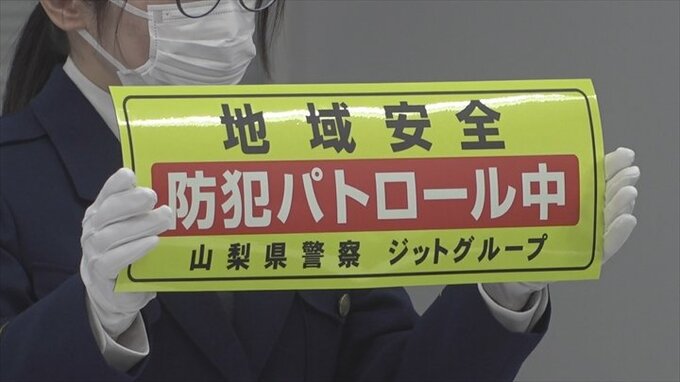 地域安全
防犯パトロール中
山梨県警察 ジットグループ